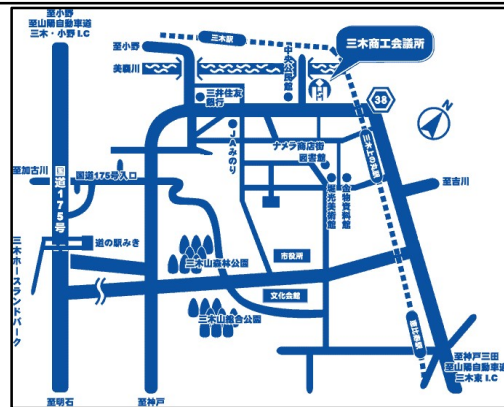 至小野
至山陽自動車道
三木・小野 I.C
至小野
三木駅
美嚢川
中央公民館
三木商工会議所
三井住友
銀行
JAみのり
ナメラ商店街
図書館
38
三木上の丸駅
至加古川
国道175号入口
国道175号
堀光美術館
金物資料館
至吉川
道の駅みき
三木ホースランドパーク
三木山森林公園
市役所
文化会館
三木山総合公園
恵比須駅
至神戸三田
至山陽自動車道
三木東 I.C
至明石
至神戸
N